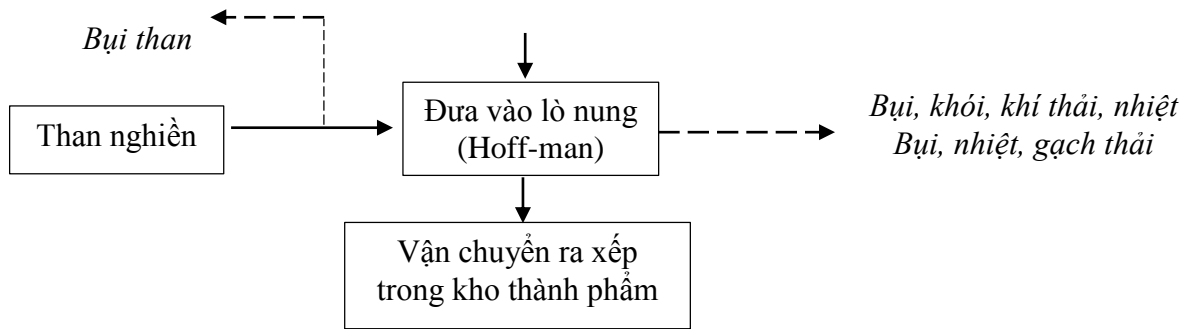 Bụi than
Than nghiền
Đưa vào lò nung
(Hoff-man)
Bụi, khói, khí thải, nhiệt
Bụi, nhiệt, gạch thải
Vận chuyển ra xếp
trong kho thành phẩm